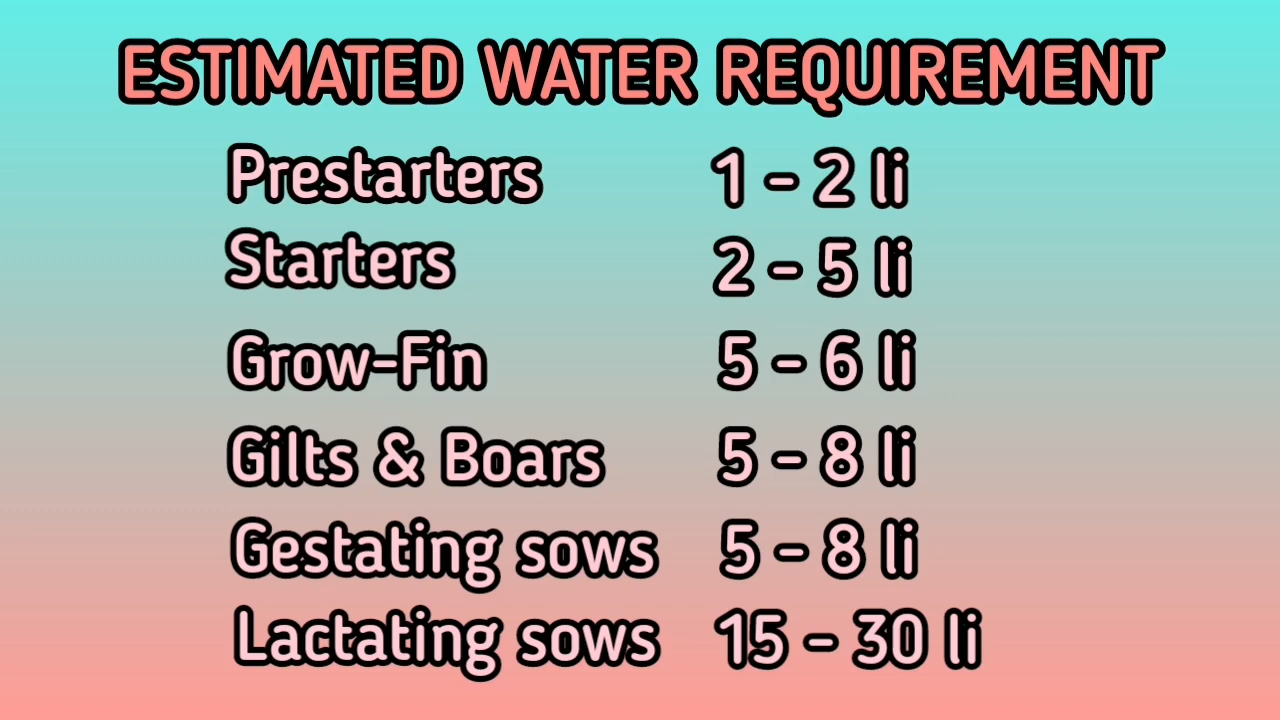 ESTIMATED WATER REQUIREMENT
Prestarters 1 - 2 li
Starters 2 - 5 li
Grow-Fin 5 - 6 li
Gilts & Boars 5 - 8 li
Gestating sows 5 - 8 li
Lactating sows 15 - 30 li